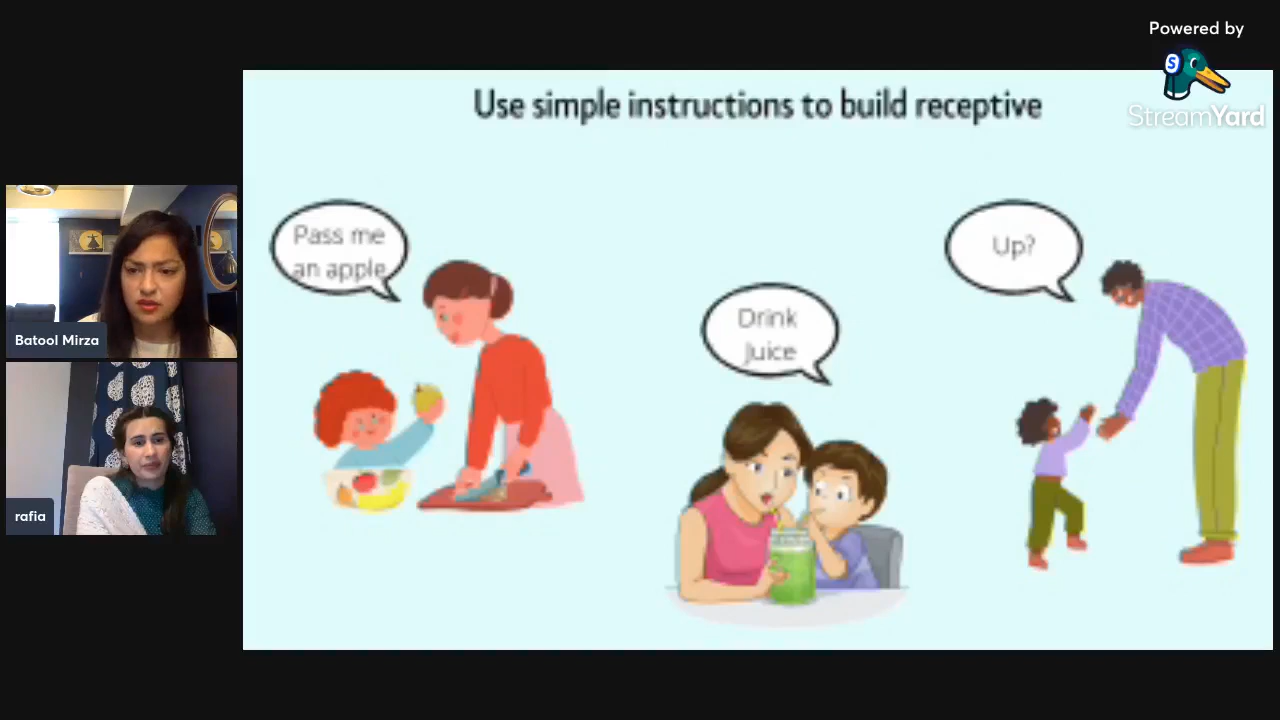 Powered by
S
StreamYard
Use simple instructions to build receptive
Pass me
an apple
Drink
Juice
Up?
Batool Mirza
rafia